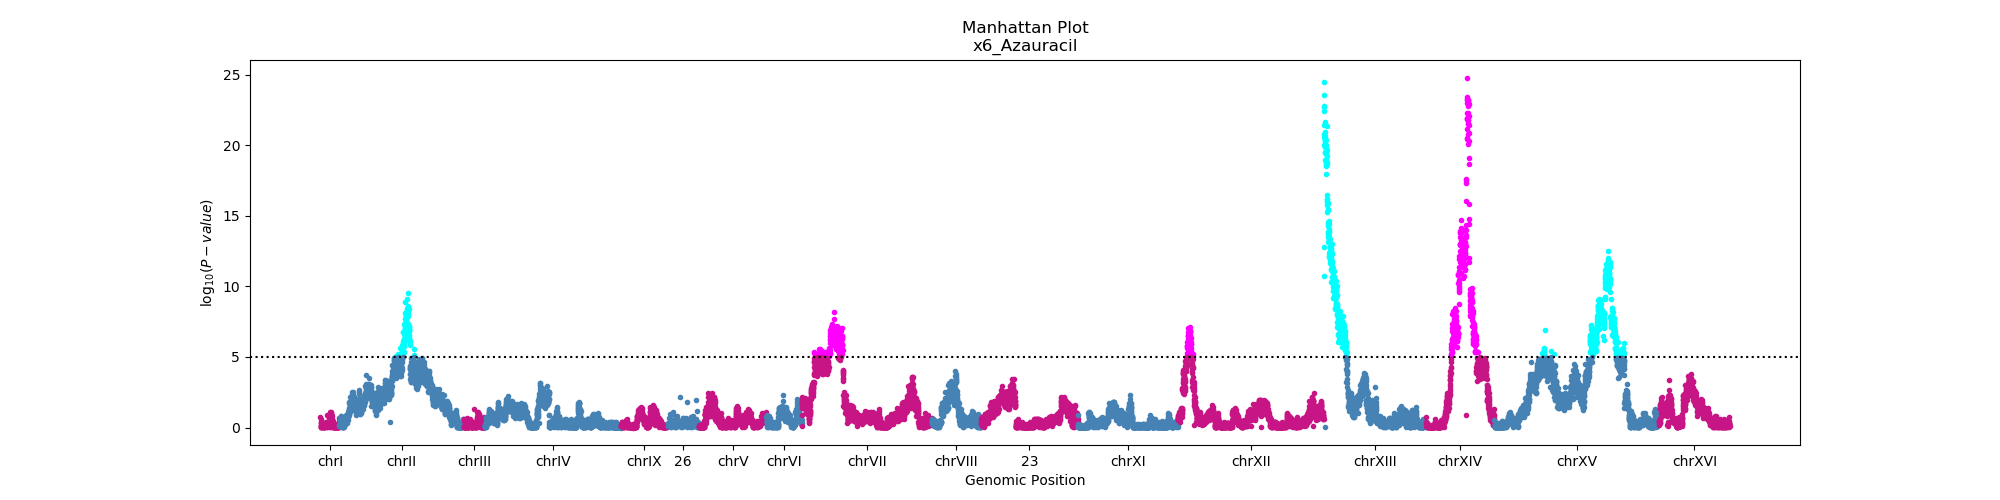 Manhattan Plot
x6_Azauracil
25
20
15
10
5
0
log10(P − value)
chrI chrII chrIII chrIV chrIX 26 chrV chrVI chrVII chrVIII 23 chrXI chrXII chrXIII chrXIV chrXV chrXVI
Genomic Position